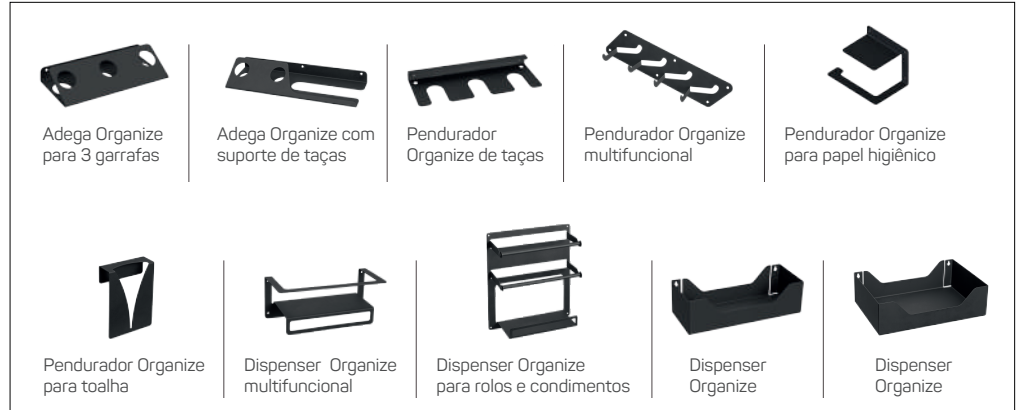 Adega Organize
para 3 garrafas
Adega Organize com
suporte de taças
Pendurador
Organize de taças
Pendurador Organize
multifuncional
Pendurador Organize
para papel higiênico
Pendurador Organize
para toalha
Dispenser Organize
multifuncional
Dispenser Organize
para rolos e condimentos
Dispenser
Organize
Dispenser
Organize